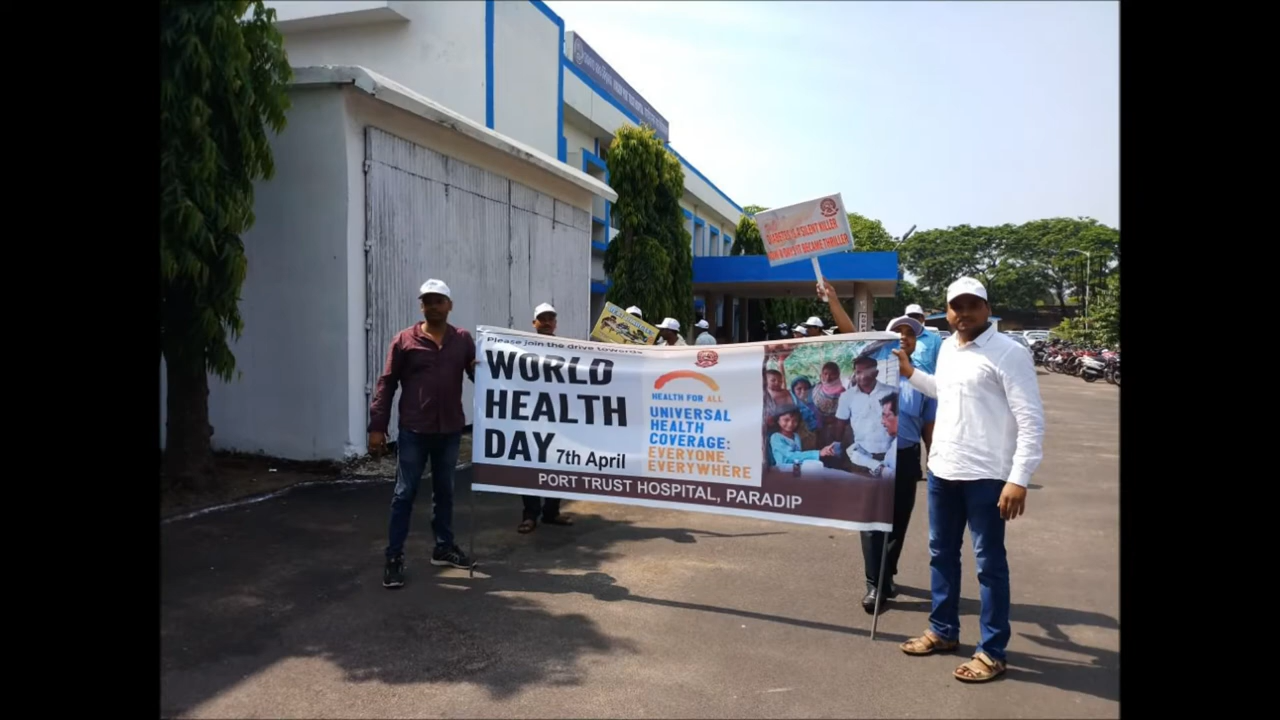 DIABETES IS A SILENT KILLER
Please join the drive towards
WORLD
HEALTH
DAY 7th April
HEALTH FOR ALL
UNIVERSAL
HEALTH
COVERAGE:
EVERYONE,
EVERYWHERE
PORT TRUST HOSPITAL, PARADIP